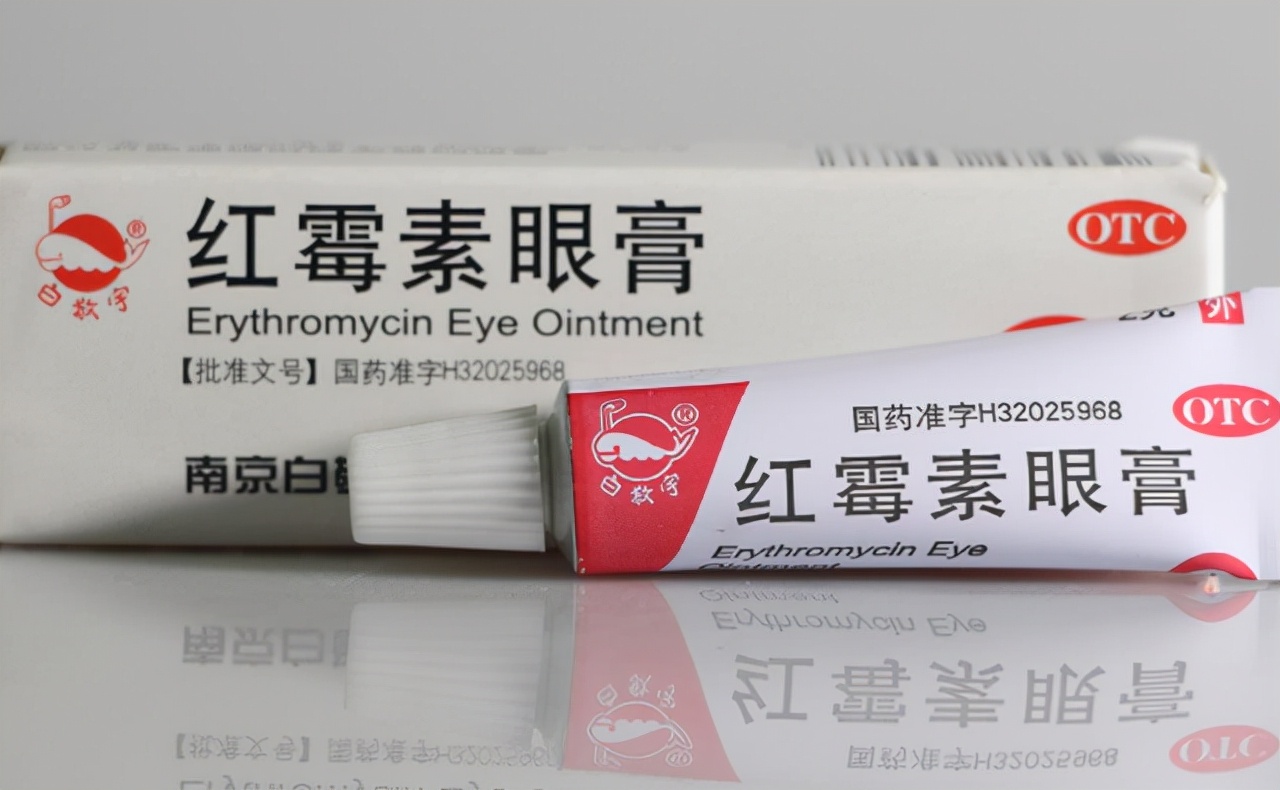 红霉素眼膏
Erythromycin Eye Ointment
【批准文号】国药准字H32025968
南京白
OTC
白敬宇
®
外
国药准字H32025968
OTC
红霉素眼膏
Erythromycin Eye
Ointment
白敬宇
®